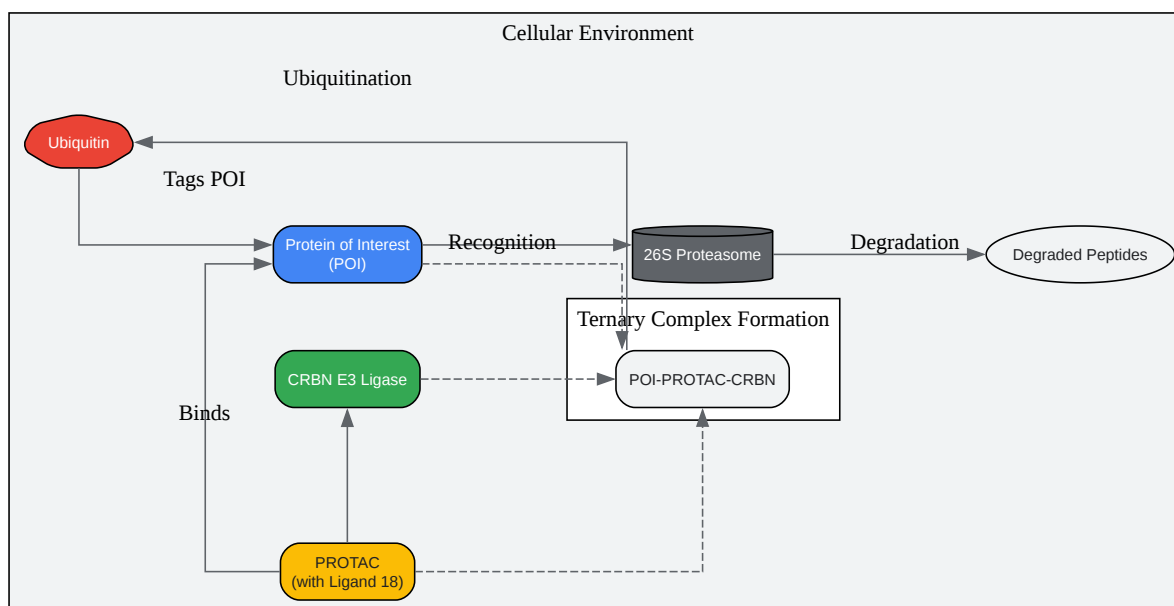 Cellular Environment
Ubiquitination
Ubiquitin
Tags POI
Protein of Interest
(POI)
Recognition
26S Proteasome
Degradation
Degraded Peptides
Ternary Complex Formation
CRBN E3 Ligase
POI-PROTAC-CRBN
Binds
PROTAC
(with Ligand 18)